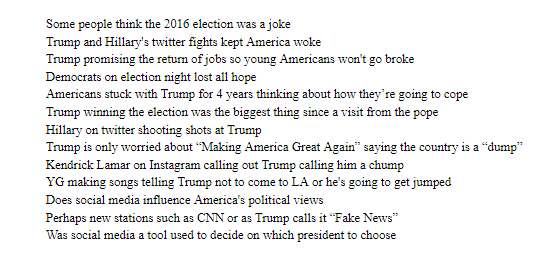 Some people think the 2016 election was a joke
Trump and Hillary's twitter fights kept America woke
Trump promising the return of jobs so young Americans won't go broke
Democrats on election night lost all hope
Americans stuck with Trump for 4 years thinking about how they’re going to cope
Trump winning the election was the biggest thing since a visit from the pope
Hillary on twitter shooting shots at Trump
Trump is only worried about “Making America Great Again” saying the country is a “dump”
Kendrick Lamar on Instagram calling out Trump calling him a chump
YG making songs telling Trump not to come to LA or he's going to get jumped
Does social media influence America's political views
Perhaps new stations such as CNN or as Trump calls it “Fake News”
Was social media a tool used to decide on which president to choose